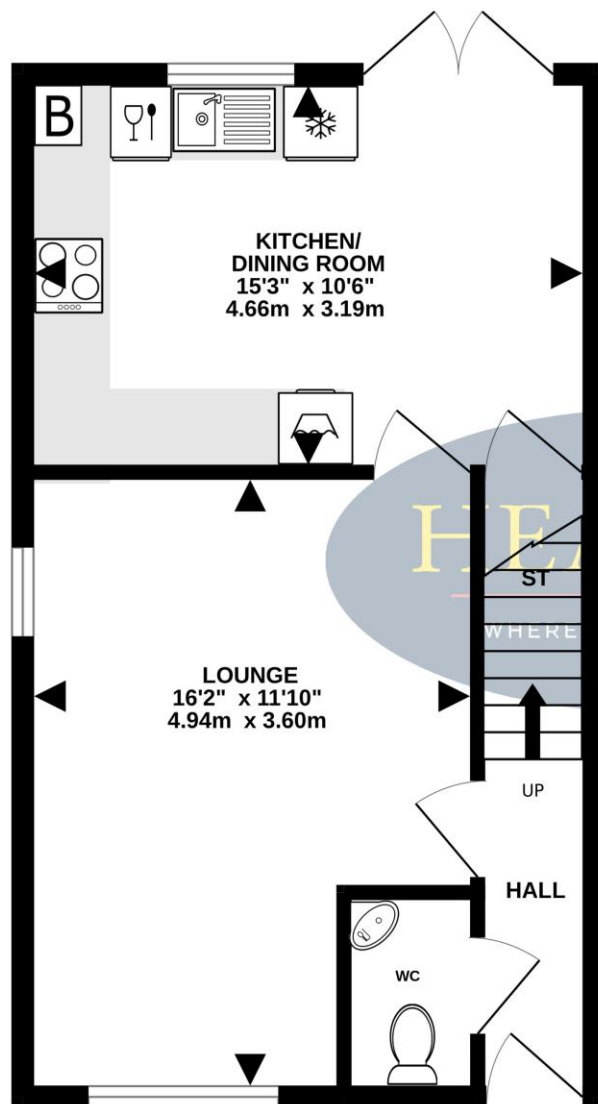 B
KITCHEN/
DINING ROOM
15'3" x 10'6"
4.66m x 3.19m
HEA
ST
WHERE
LOUNGE
16'2" x 11'10"
4.94m x 3.60m
UP
HALL
WC